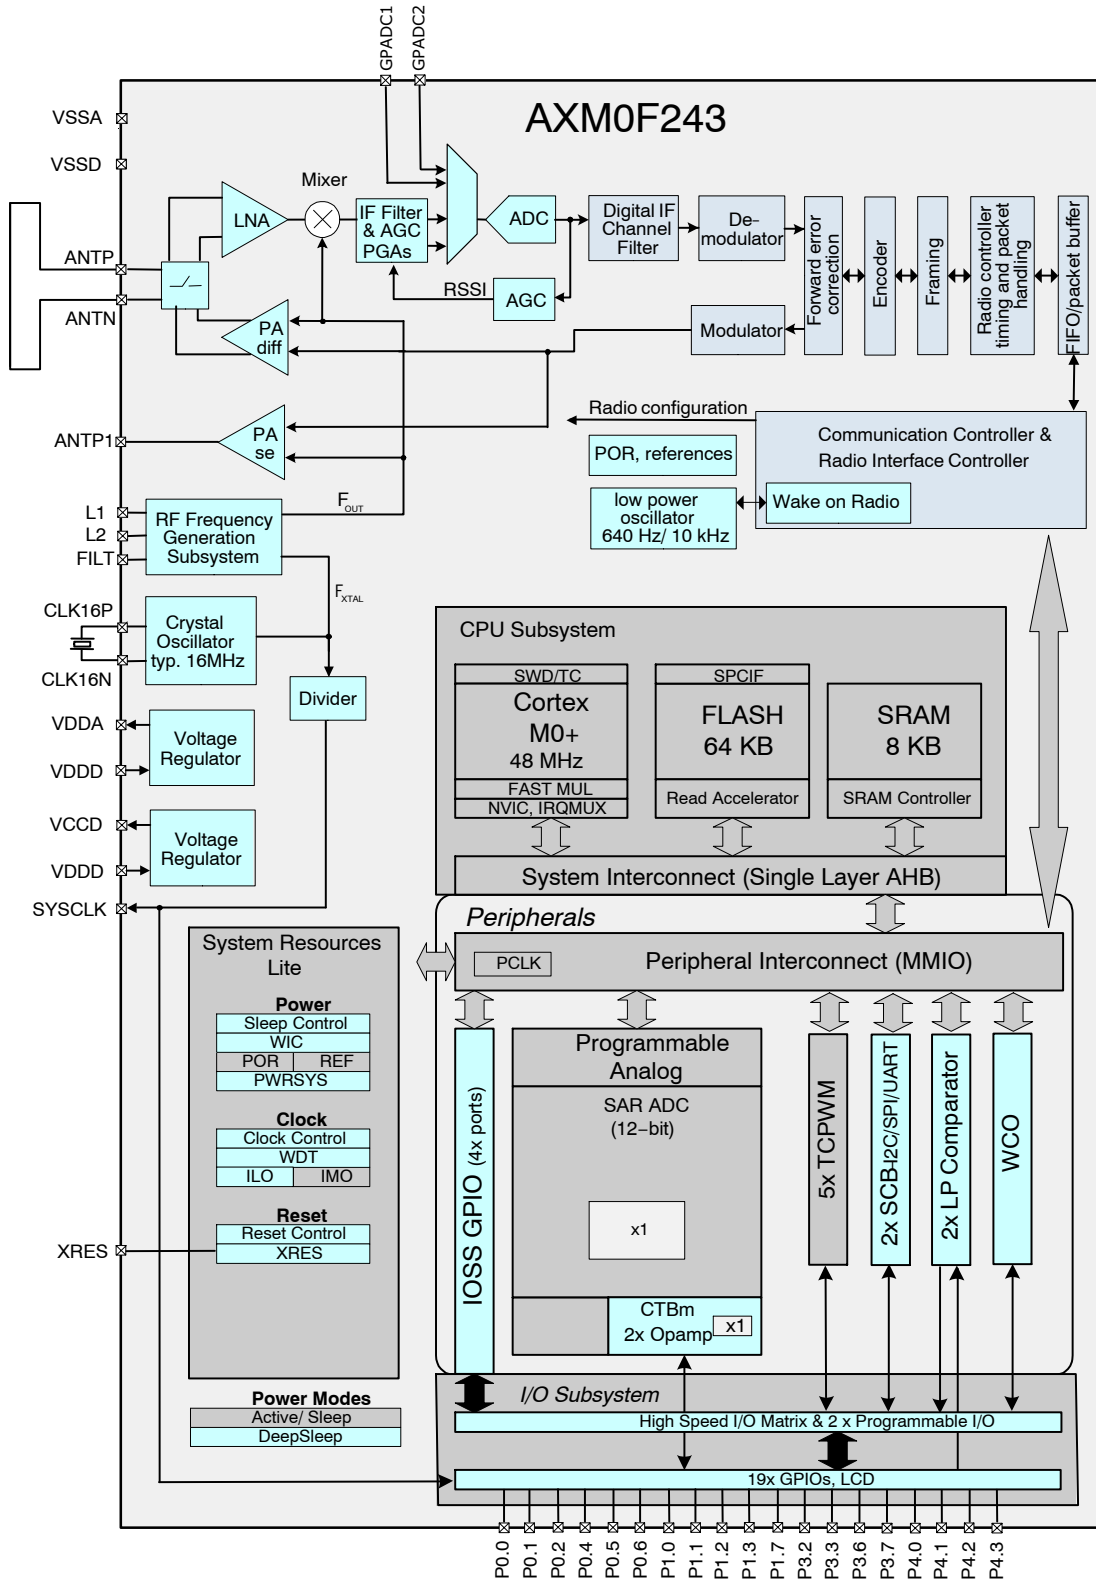 GPADC1
GPADC2
AXM0F243
VSSA
VSSD
ANTP
ANTN
ANTP1
L1
L2
FILT
CLK16P
CLK16N
VDDA
VDDD
VCCD
VDDD
SYSCLK
XRES
LNA
Mixer
IF Filter
& AGC
PGAs
ADC
RSSI
AGC
Digital IF
Channel
Filter
De-
modulator
Modulator
Forward error
correction
Encoder
Framing
Radio controller
timing and packet
handling
FIFO/packet buffer
PA
diff
PA
se
Radio configuration
Communication Controller &
Radio Interface Controller
POR, references
low power
oscillator
640 Hz/ 10 kHz
Wake on Radio
RF Frequency
Generation
Subsystem
FOUT
FXTAL
Crystal
Oscillator
typ. 16MHz
Divider
Voltage
Regulator
Voltage
Regulator
CPU Subsystem
SWD/TC
Cortex
M0+
48 MHz
FAST MUL
NVIC, IRQMUX
SPCIF
FLASH
64 KB
Read Accelerator
SRAM
8 KB
SRAM Controller
System Interconnect (Single Layer AHB)
Peripherals
PCLK
Peripheral Interconnect (MMIO)
System Resources
Lite
Power
Sleep Control
WIC
POR REF
PWRSYS
Clock
Clock Control
WDT
ILO IMO
Reset
Reset Control
XRES
Power Modes
Active/ Sleep
DeepSleep
IOSS GPIO (4x ports)
Programmable
Analog
SAR ADC
(12−bit)
x1
CTBm
2x Opamp
x1
5x TCPWM
2x SCB-I2C/SPI/UART
2x LP Comparator
WCO
I/O Subsystem
High Speed I/O Matrix & 2 x Programmable I/O
19x GPIOs, LCD
P0.0
P0.1
P0.2
P0.4
P0.5
P0.6
P1.0
P1.1
P1.2
P1.3
P1.7
P3.2
P3.3
P3.6
P3.7
P4.0
P4.1
P4.2
P4.3